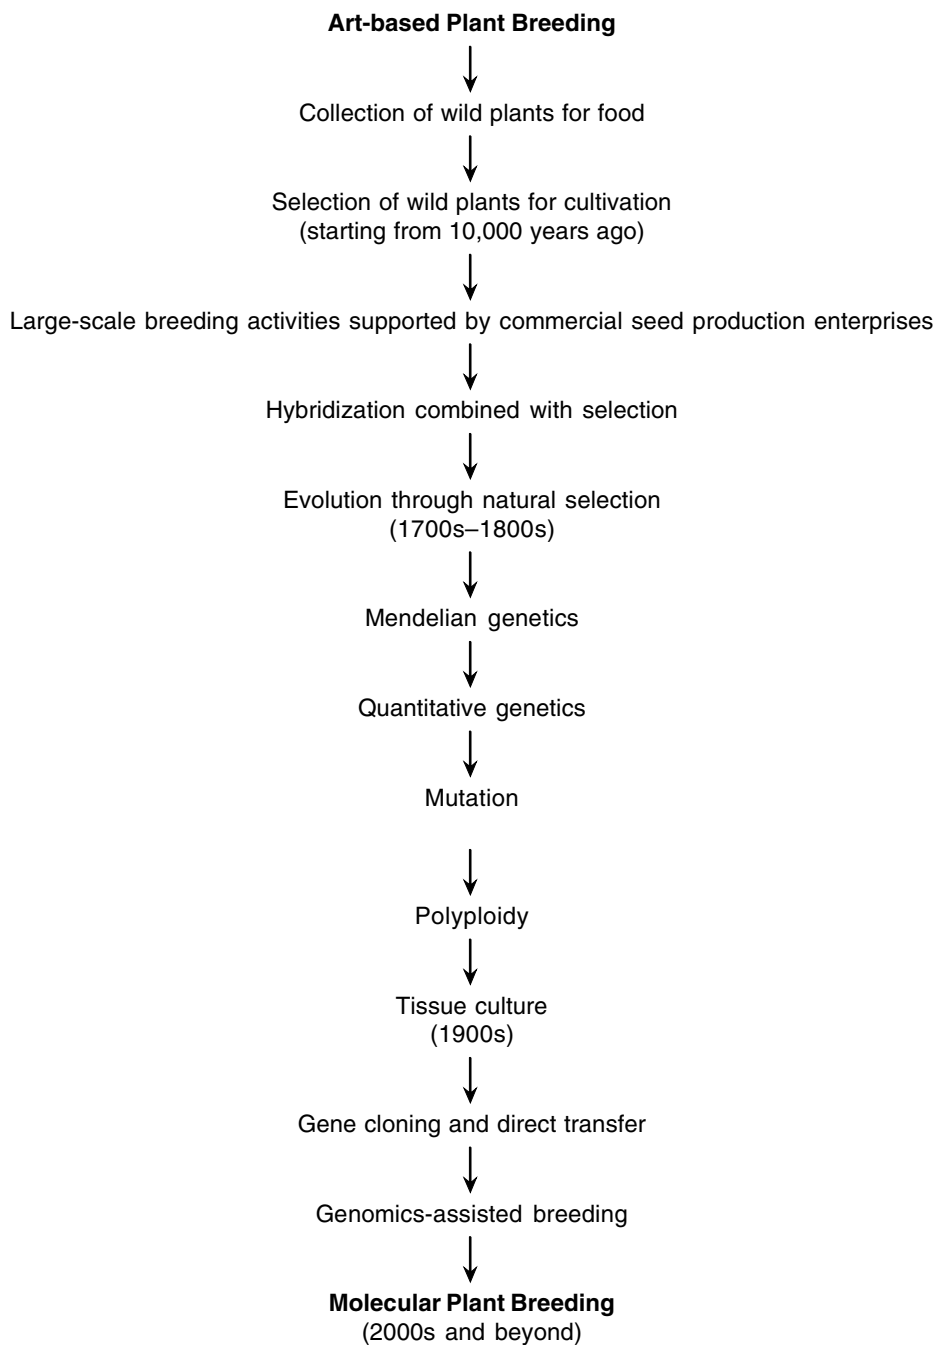 Art-based Plant Breeding
Collection of wild plants for food
Selection of wild plants for cultivation
(starting from 10,000 years ago)
Large-scale breeding activities supported by commercial seed production enterprises
Hybridization combined with selection
Evolution through natural selection
(1700s–1800s)
Mendelian genetics
Quantitative genetics
Mutation
Polyploidy
Tissue culture
(1900s)
Gene cloning and direct transfer
Genomics-assisted breeding
Molecular Plant Breeding
(2000s and beyond)